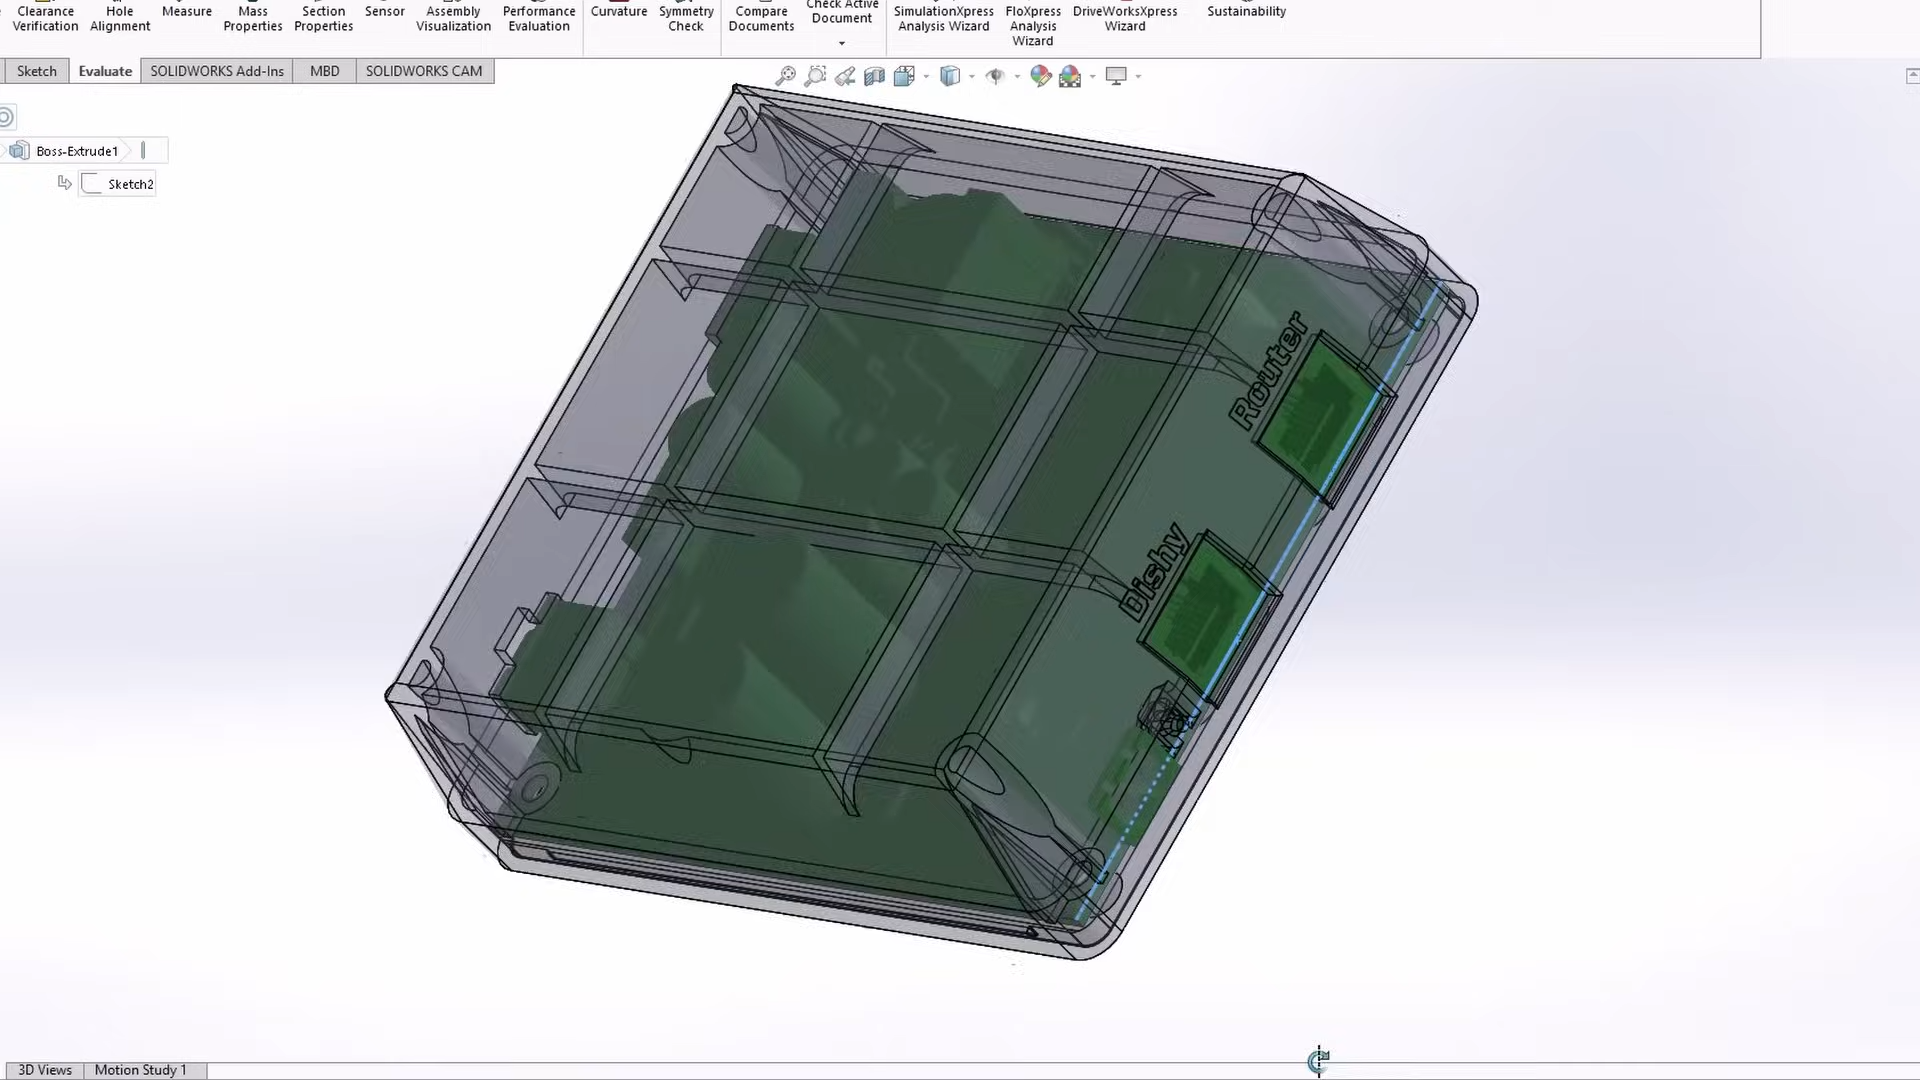 Clearance Verification
Hole Alignment
Measure
Mass Properties
Section Properties
Sensor
Assembly Visualization
Performance Evaluation
Curvature
Symmetry Check
Compare Documents
Check Active Document
SimulationXpress Analysis Wizard
FloXpress Analysis Wizard
DriveWorksXpress Wizard
Sustainability
Sketch
Evaluate
SOLIDWORKS Add-Ins
MBD
SOLIDWORKS CAM
Boss-Extrude1
Sketch2
Router
Dishy
3D Views
Motion Study 1